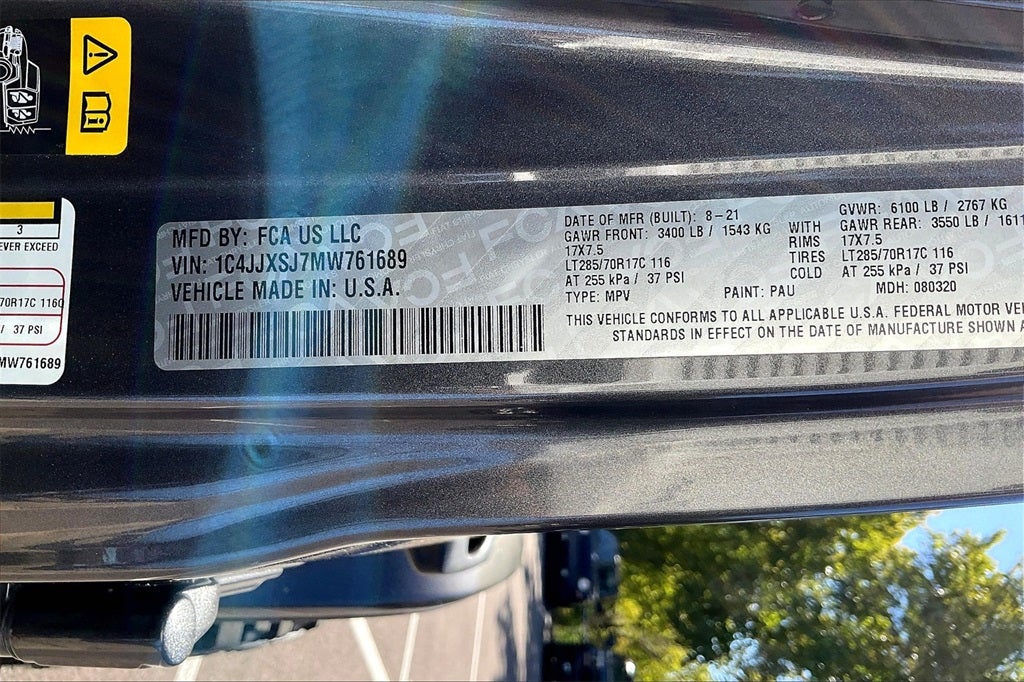 3
EVER EXCEED
/70R17C 116Q
/ 37 PSI
MW761689
MFD BY: FCA US LLC
VIN: 1C4JJXSJ7MW761689
VEHICLE MADE IN: U.S.A.
DATE OF MFR (BUILT): 8-21 GVWR: 6100 LB / 2767 KG
GAWR FRONT: 3400 LB / 1543 KG WITH GAWR REAR: 3550 LB / 1611
17X7.5 RIMS 17X7.5
LT285/70R17C 116 TIRES LT285/70R17C 116
AT 255 kPa / 37 PSI COLD AT 255 kPa / 37 PSI
TYPE: MPV PAINT: PAU MDH: 080320
THIS VEHICLE CONFORMS TO ALL APPLICABLE U.S.A. FEDERAL MOTOR VE
STANDARDS IN EFFECT ON THE DATE OF MANUFACTURE SHOWN A